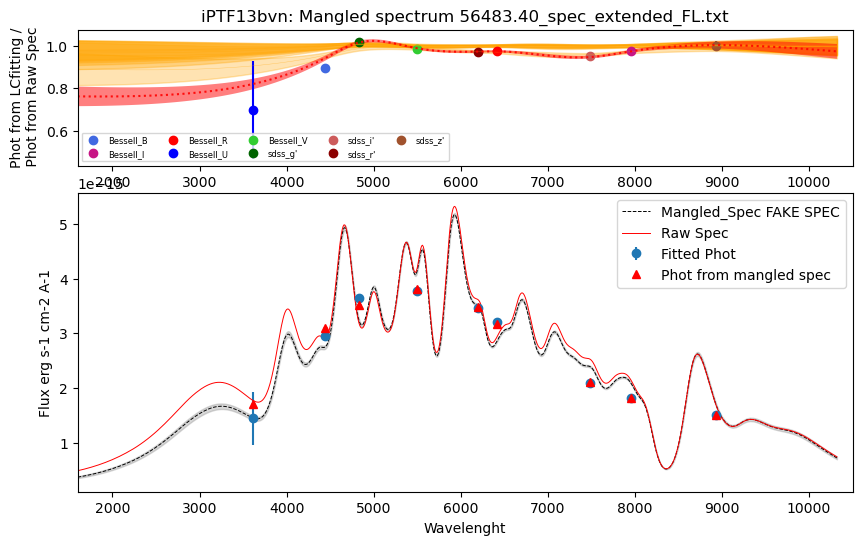 iPTF13bvn: Mangled spectrum 56483.40_spec_extended_FL.txt
Phot from LCfitting /
Phot from Raw Spec
1.0
0.8
0.6
Bessell_B
Bessell_R
Bessell_V
sdss_i'
sdss_z'
Bessell_I
Bessell_U
sdss_g'
sdss_r'
2000 3000 4000 5000 6000 7000 8000 9000 10000
1e−15
Flux erg s-1 cm-2 A-1
5
4
3
2
1
Mangled_Spec FAKE SPEC
Raw Spec
Fitted Phot
Phot from mangled spec
2000 3000 4000 5000 6000 7000 8000 9000 10000
Wavelenght